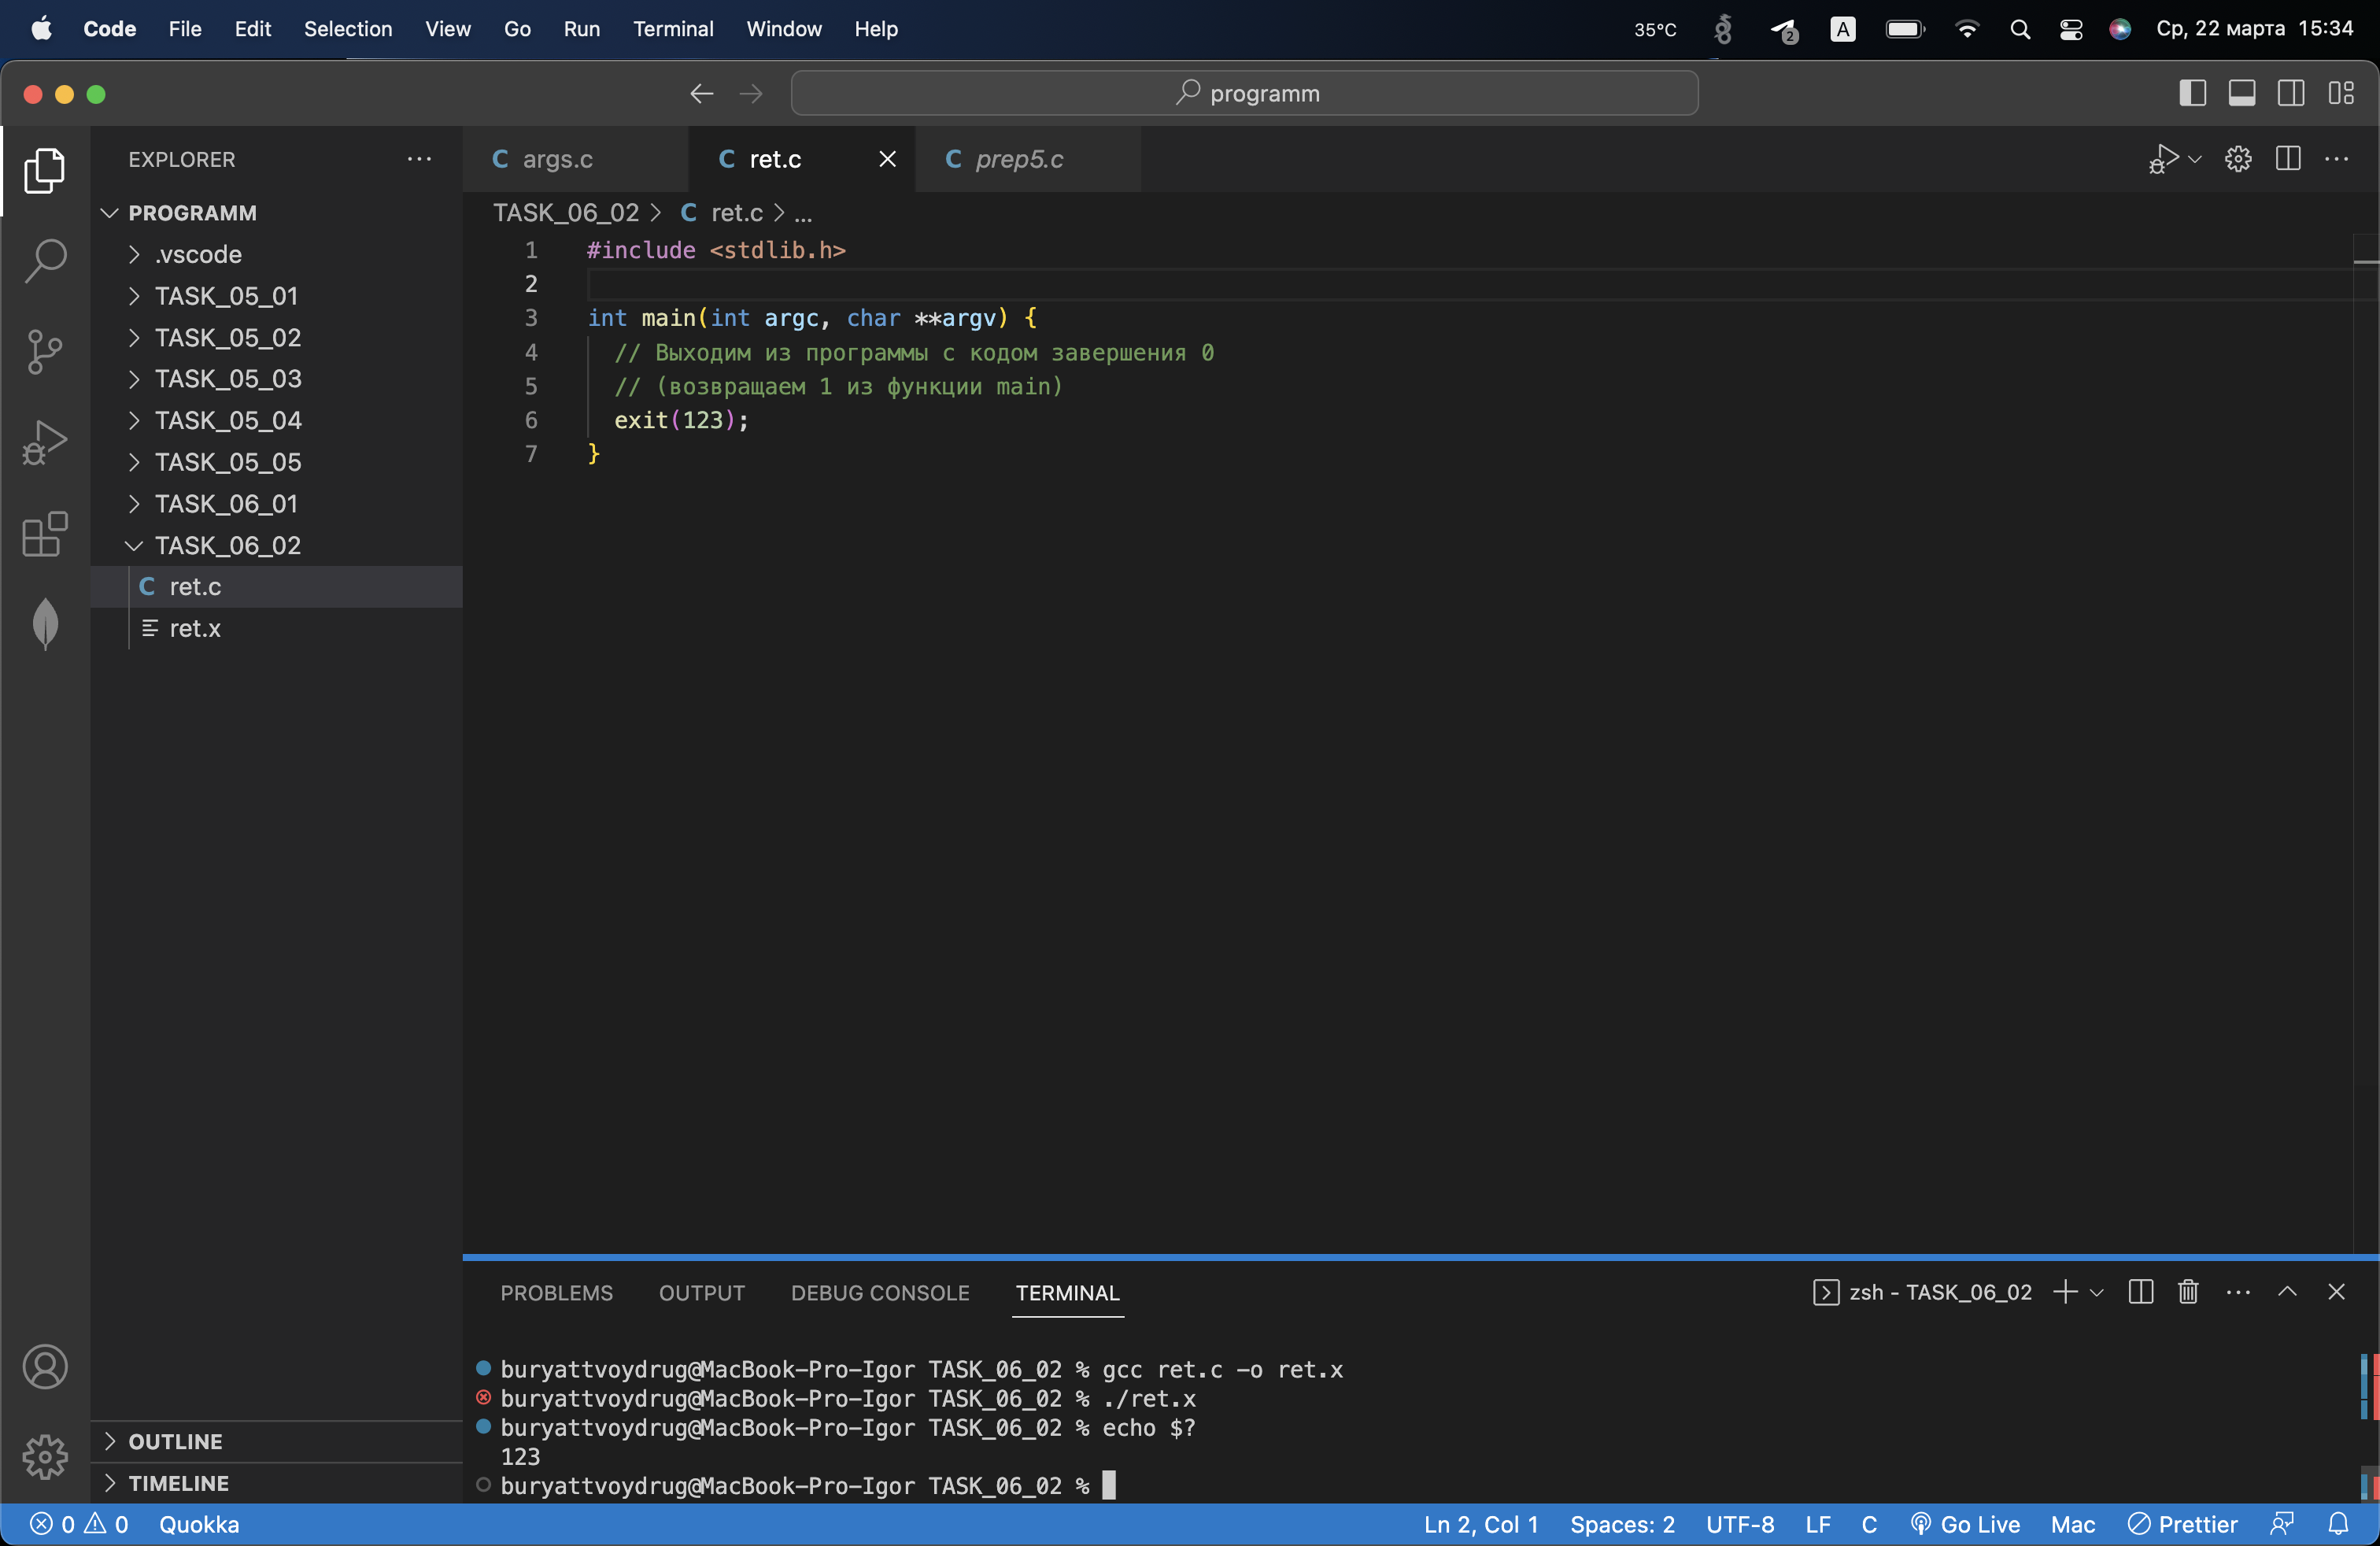 Code File Edit Selection View Go Run Terminal Window Help 35°C 2 A Ср, 22 марта 15:34
programm
EXPLORER
PROGRAMM
.vscode
TASK_05_01
TASK_05_02
TASK_05_03
TASK_05_04
TASK_05_05
TASK_06_01
TASK_06_02
C ret.c
ret.x
OUTLINE
TIMELINE
C args.c C ret.c C prep5.c
TASK_06_02 > C ret.c > ...
1 #include <stdlib.h>
2
3 int main(int argc, char **argv) {
4 // Выходим из программы с кодом завершения 0
5 // (возвращаем 1 из функции main)
6 exit(123);
7 }
PROBLEMS OUTPUT DEBUG CONSOLE TERMINAL zsh - TASK_06_02
buryattvoydrug@MacBook-Pro-Igor TASK_06_02 % gcc ret.c -o ret.x
buryattvoydrug@MacBook-Pro-Igor TASK_06_02 % ./ret.x
buryattvoydrug@MacBook-Pro-Igor TASK_06_02 % echo $?
123
buryattvoydrug@MacBook-Pro-Igor TASK_06_02 %
0 0 Quokka Ln 2, Col 1 Spaces: 2 UTF-8 LF C Go Live Mac Prettier